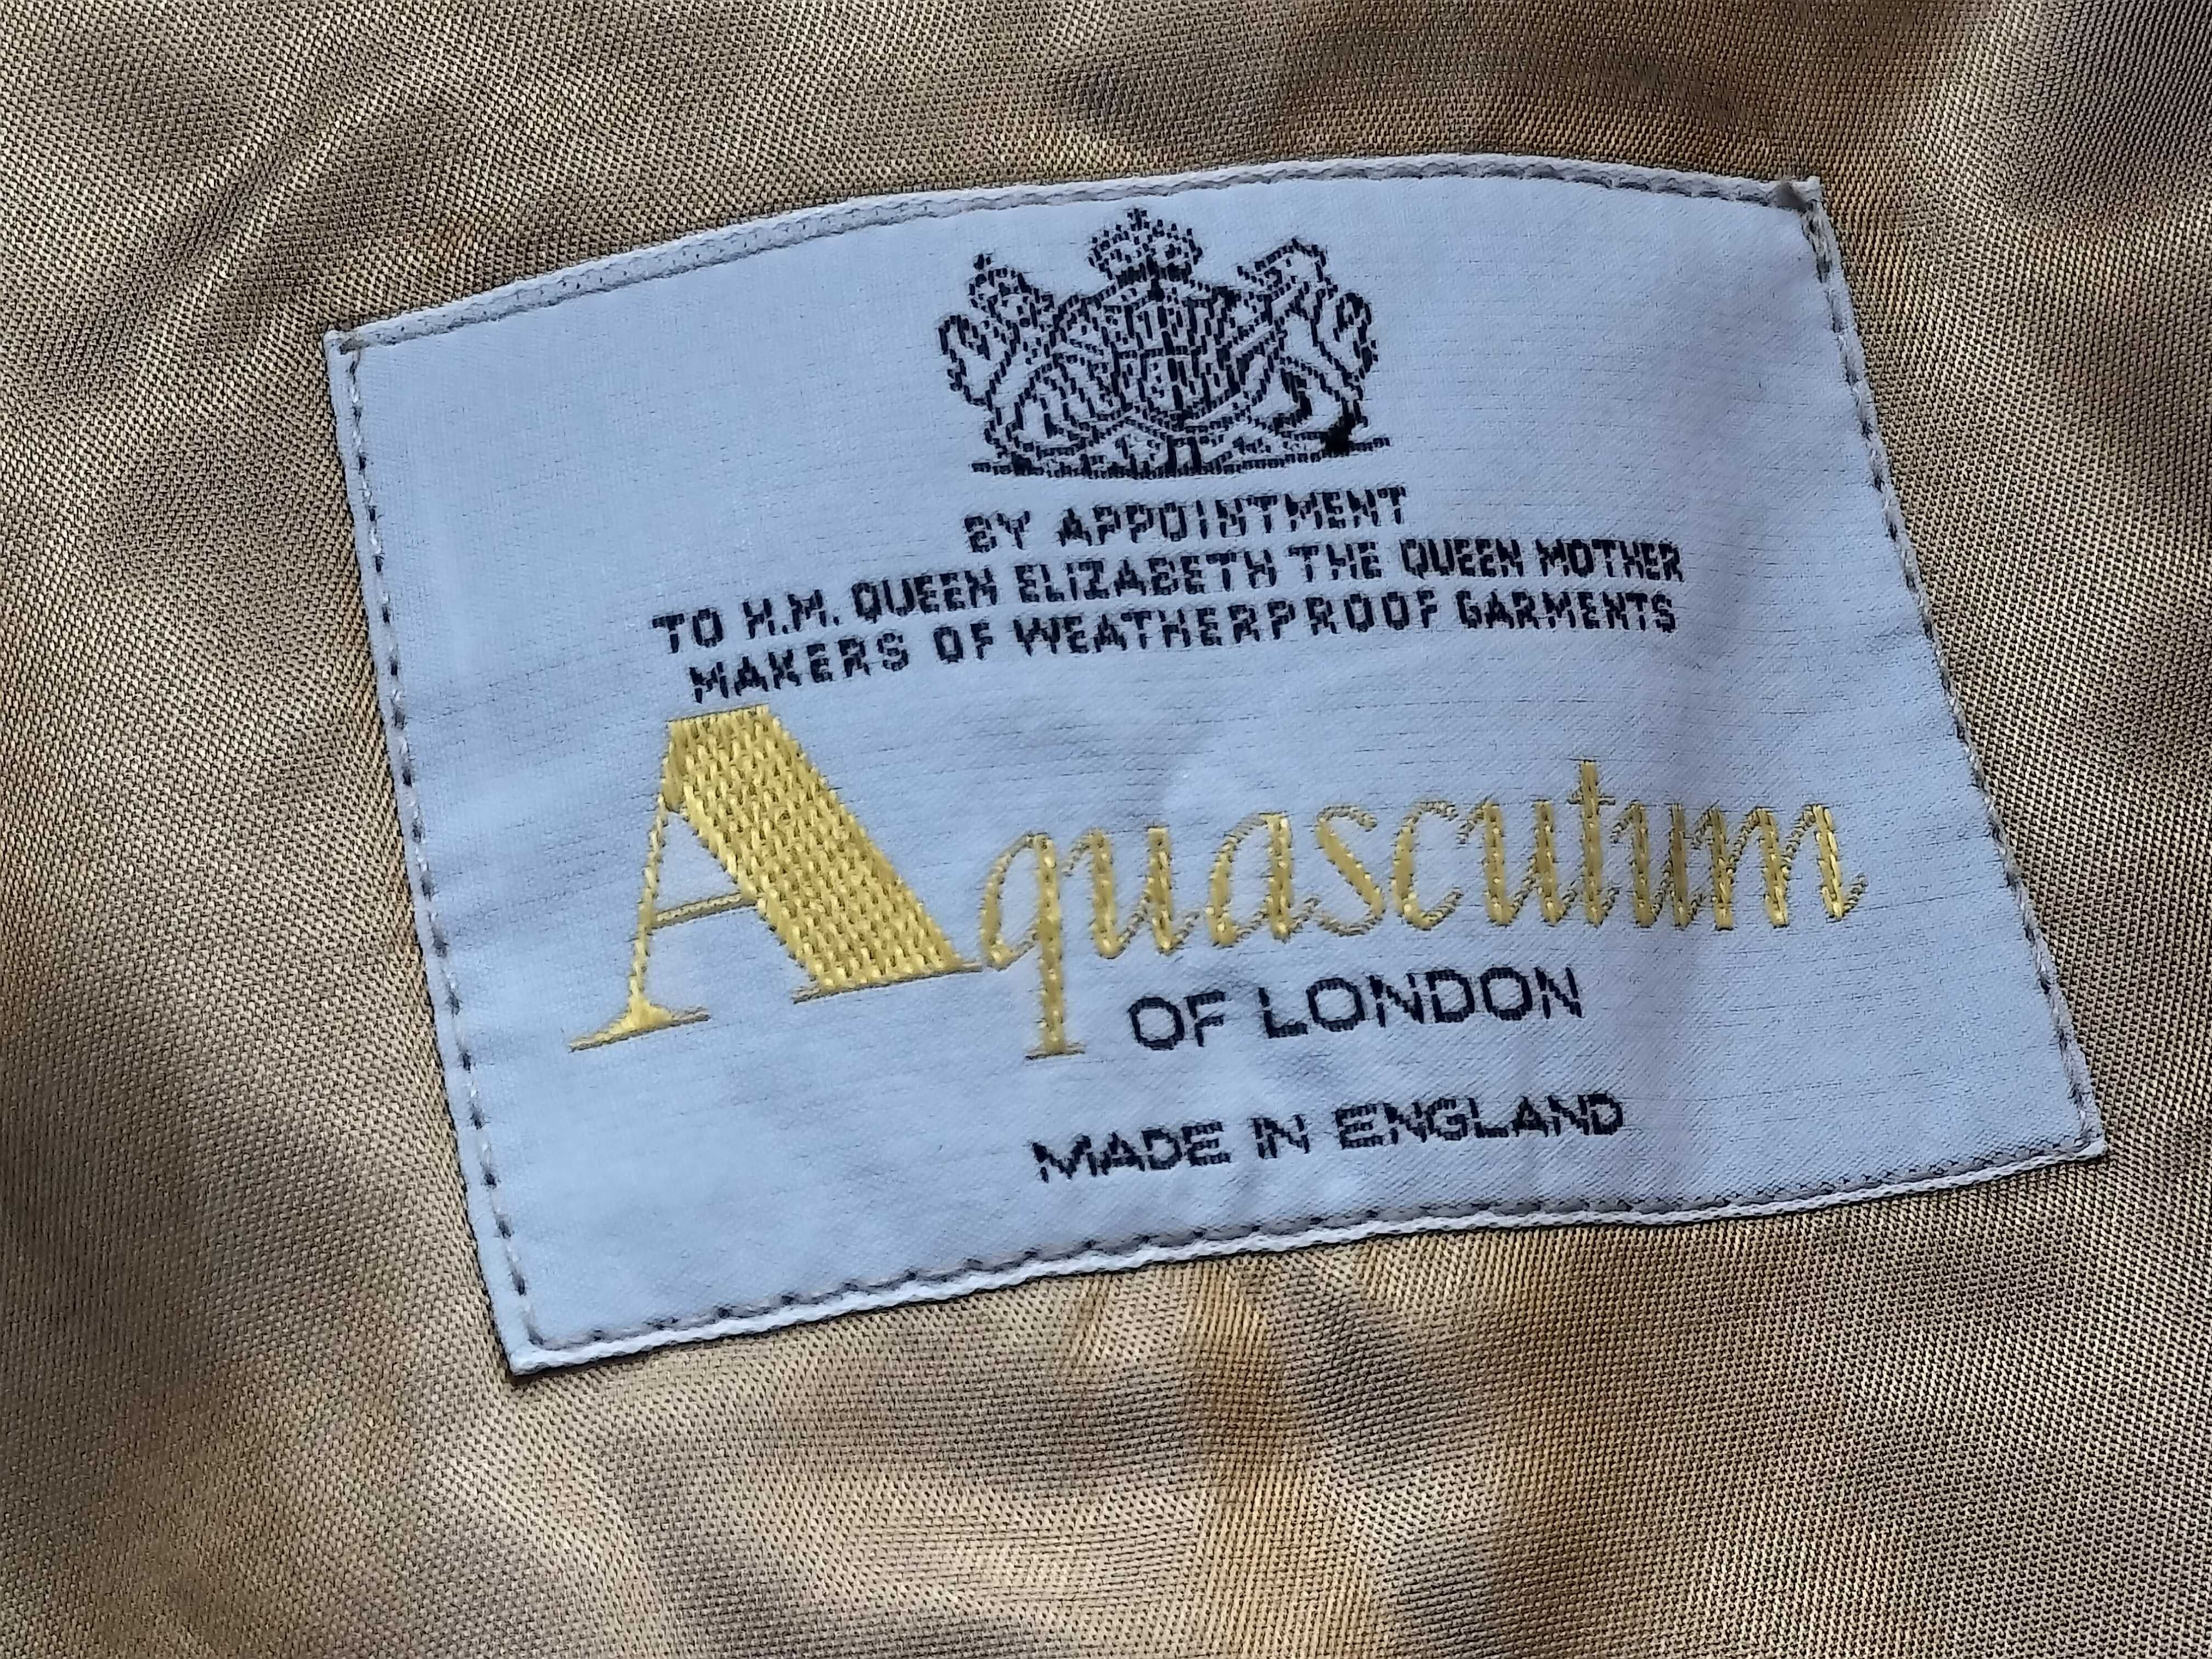 BY APPOINTMENT
TO H.M. QUEEN ELIZABETH THE QUEEN MOTHER
MAKERS OF WEATHERPROOF GARMENTS
Aquascutum
OF LONDON
MADE IN ENGLAND